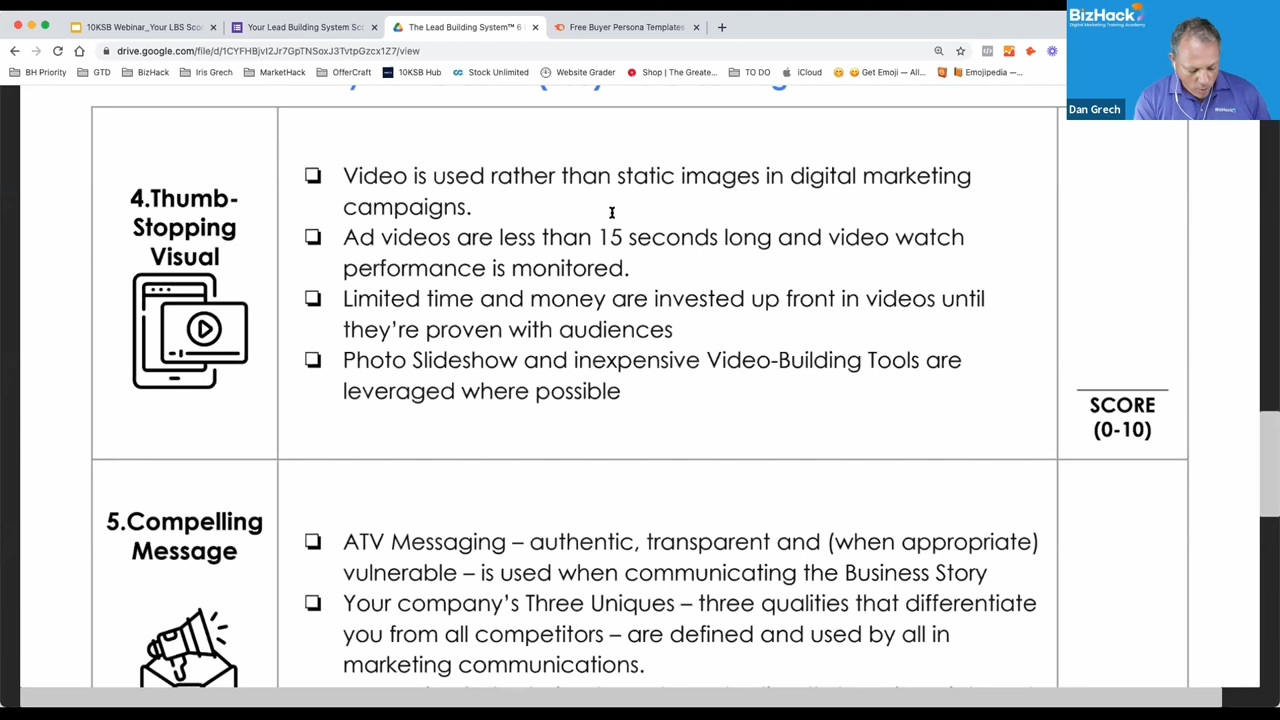 10KSB Webinar_Your LBS Scor
Your Lead Building System Sco
The Lead Building System™ 6
Free Buyer Persona Templates
drive.google.com/file/d/1CYFHBjvI2Jr7GpTNSoxJ3TvtpGzcx1Z7/view
BH Priority
GTD
BizHack
Iris Grech
MarketHack
OfferCraft
10KSB Hub
Stock Unlimited
Website Grader
Shop | The Greate...
TO DO
iCloud
Get Emoji — All...
Emojipedia —...
BizHack
Digital Marketing Training Academy
BizHack
Dan Grech
4.Thumb-
Stopping
Visual
❏ Video is used rather than static images in digital marketing
campaigns.
❏ Ad videos are less than 15 seconds long and video watch
performance is monitored.
❏ Limited time and money are invested up front in videos until
they’re proven with audiences
❏ Photo Slideshow and inexpensive Video-Building Tools are
leveraged where possible
SCORE
(0-10)
5.Compelling
Message
❏ ATV Messaging – authentic, transparent and (when appropriate)
vulnerable – is used when communicating the Business Story
❏ Your company’s Three Uniques – three qualities that differentiate
you from all competitors – are defined and used by all in
marketing communications.